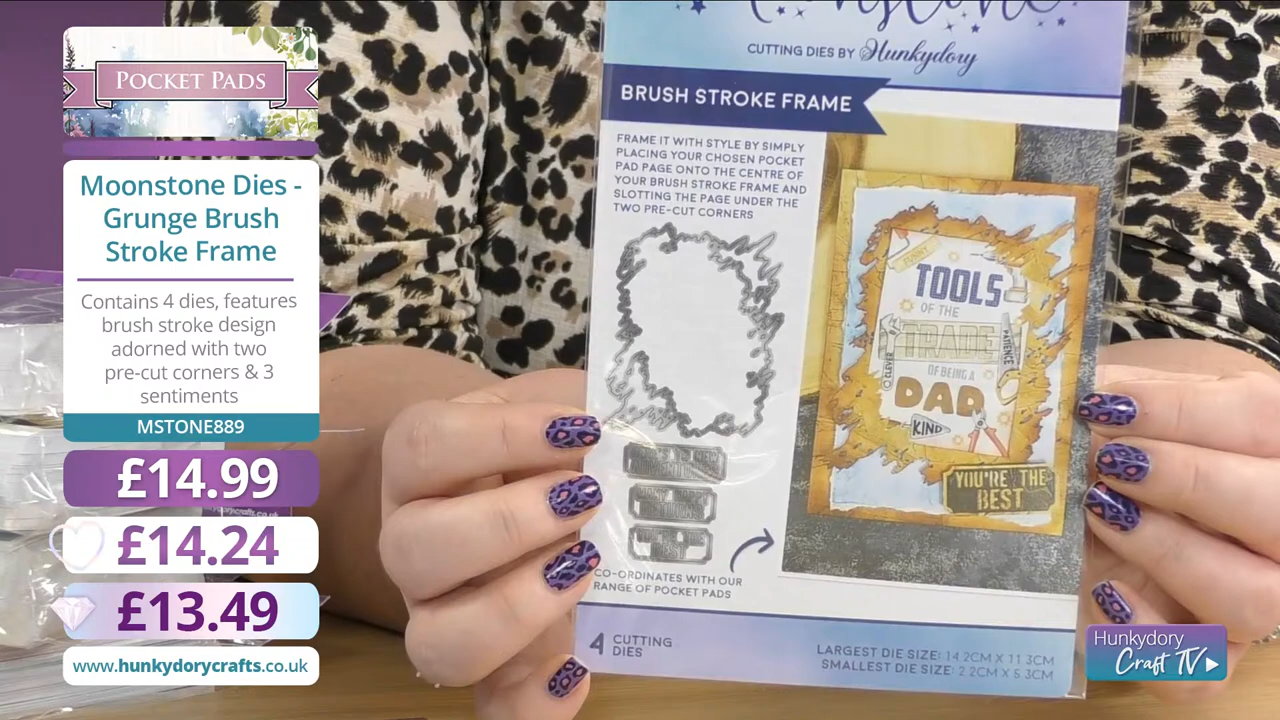 POCKET PADS
Moonstone Dies -
Grunge Brush
Stroke Frame
Contains 4 dies, features
brush stroke design
adorned with two
pre-cut corners & 3
sentiments
MSTONE889
£14.99
£14.24
£13.49
www.hunkydorycrafts.co.uk
CUTTING DIES BY Hunkydory
BRUSH STROKE FRAME
FRAME IT WITH STYLE BY SIMPLY
PLACING YOUR CHOSEN POCKET
PAD PAGE ONTO THE CENTRE OF
YOUR BRUSH STROKE FRAME AND
SLOTTING THE PAGE UNDER THE
TWO PRE-CUT CORNERS
TOOLS
OF THE
TRADE
OF BEING A
DAD
CLEVER
PATIENCE
KIND
YOU'RE THE
BEST
CO-ORDINATES WITH OUR
RANGE OF POCKET PADS
4 CUTTING
DIES
LARGEST DIE SIZE: 14.2CM X 11.3CM
SMALLEST DIE SIZE: 2.2CM X 5.3CM
Hunkydory
Craft TV